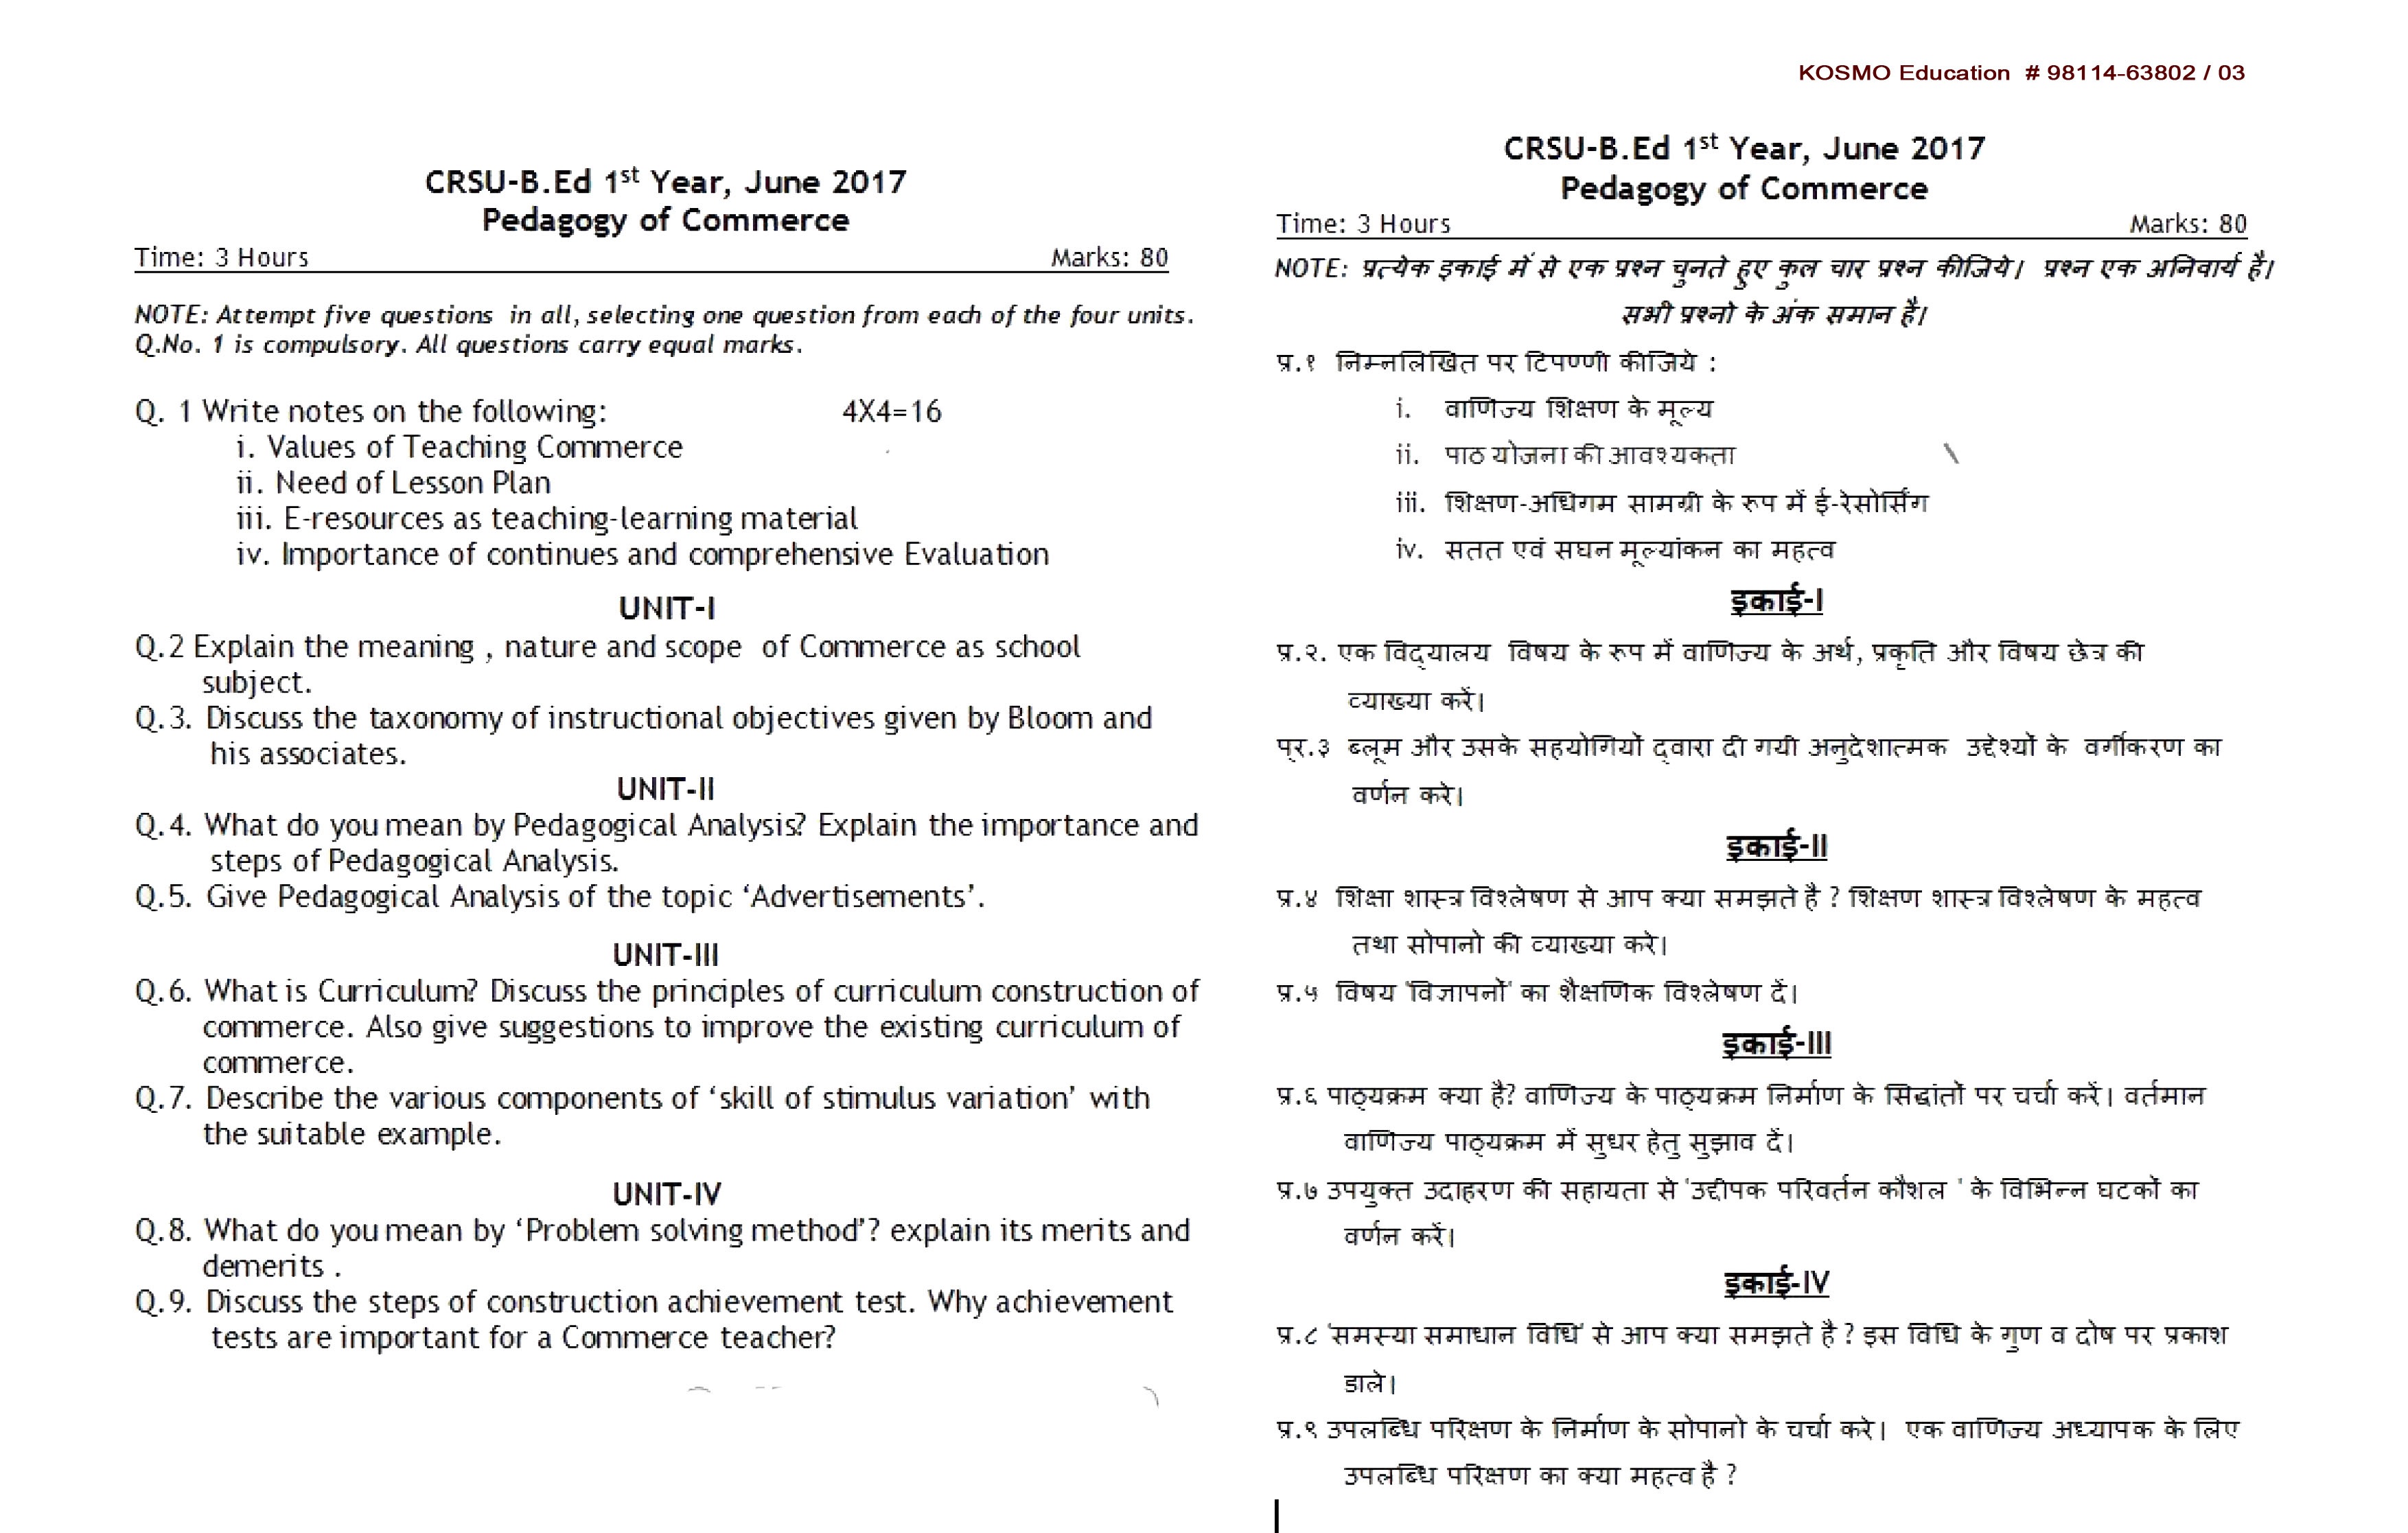 KOSMO Education # 98114-63802 / 03
CRSU-B.Ed 1st Year, June 2017
Pedagogy of Commerce
Time: 3 Hours Marks: 80
NOTE: Attempt five questions in all, selecting one question from each of the four units.
Q.No. 1 is compulsory. All questions carry equal marks.
Q. 1 Write notes on the following: 4X4=16
i. Values of Teaching Commerce
ii. Need of Lesson Plan
iii. E-resources as teaching-learning material
iv. Importance of continues and comprehensive Evaluation
UNIT-I
Q.2 Explain the meaning , nature and scope of Commerce as school
subject.
Q.3. Discuss the taxonomy of instructional objectives given by Bloom and
his associates.
UNIT-II
Q.4. What do you mean by Pedagogical Analysis? Explain the importance and
steps of Pedagogical Analysis.
Q.5. Give Pedagogical Analysis of the topic ‘Advertisements’.
UNIT-III
Q.6. What is Curriculum? Discuss the principles of curriculum construction of
commerce. Also give suggestions to improve the existing curriculum of
commerce.
Q.7. Describe the various components of ‘skill of stimulus variation’ with
the suitable example.
UNIT-IV
Q.8. What do you mean by ‘Problem solving method’? explain its merits and
demerits .
Q.9. Discuss the steps of construction achievement test. Why achievement
tests are important for a Commerce teacher?
CRSU-B.Ed 1st Year, June 2017
Pedagogy of Commerce
Time: 3 Hours Marks: 80
NOTE: प्रत्येक इकाई में से एक प्रश्न चुनते हुए कुल चार प्रश्न कीजिये। प्रश्न एक अनिवार्य है।
सभी प्रश्नो के अंक समान है।
प्र.१ निम्नलिखित पर टिपण्णी कीजिये :
i. वाणिज्य शिक्षण के मूल्य
ii. पाठ योजना की आवश्यकता
iii. शिक्षण-अधिगम सामग्री के रूप में ई-रेसोर्सिंग
iv. सतत एवं सघन मूल्यांकन का महत्व
इकाई-I
प्र.२. एक विद्यालय विषय के रूप में वाणिज्य के अर्थ, प्रकृति और विषय छेत्र की
व्याख्या करें।
प्र.३ ब्लूम और उसके सहयोगियों द्वारा दी गयी अनुदेशात्मक उद्देश्यों के वर्गीकरण का
वर्णन करे।
इकाई-II
प्र.४ शिक्षा शास्त्र विश्लेषण से आप क्या समझते है ? शिक्षण शास्त्र विश्लेषण के महत्व
तथा सोपानो की व्याख्या करे।
प्र.५ विषय 'विज्ञापनों' का शैक्षणिक विश्लेषण दें।
इकाई-III
प्र.६ पाठ्यक्रम क्या है? वाणिज्य के पाठ्यक्रम निर्माण के सिद्धांतों पर चर्चा करें। वर्तमान
वाणिज्य पाठ्यक्रम में सुधर हेतु सुझाव दें।
प्र.७ उपयुक्त उदाहरण की सहायता से 'उद्दीपक परिवर्तन कौशल ' के विभिन्न घटकों का
वर्णन करें।
इकाई-IV
प्र.८ 'समस्या समाधान विधि' से आप क्या समझते है ? इस विधि के गुण व दोष पर प्रकाश
डाले।
प्र.९ उपलब्धि परिक्षण के निर्माण के सोपानो के चर्चा करे। एक वाणिज्य अध्यापक के लिए
उपलब्धि परिक्षण का क्या महत्व है ?